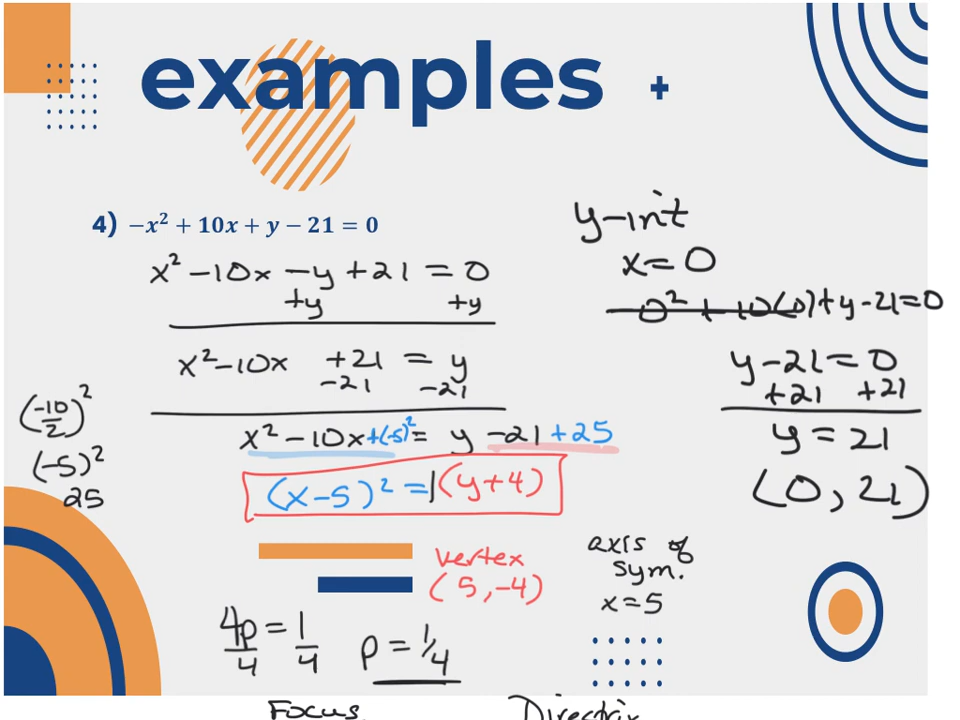 examples +
4) −x² + 10x + y − 21 = 0
x² −10x −y +21 = 0
+y +y
x² −10x +21 = y
−21 −21
x² −10x +(−5)² = y −21 +25
(x−5)² = 1(y+4)
(−10/2)²
(−5)²
25
vertex
(5, −4)
axis of
sym.
x=5
4p/4 = 1/4 p = 1/4
Focus
Directrix
y−int
x=0
−0² + 10(0)+y−21=0
y−21=0
+21 +21
y = 21
(0, 21)